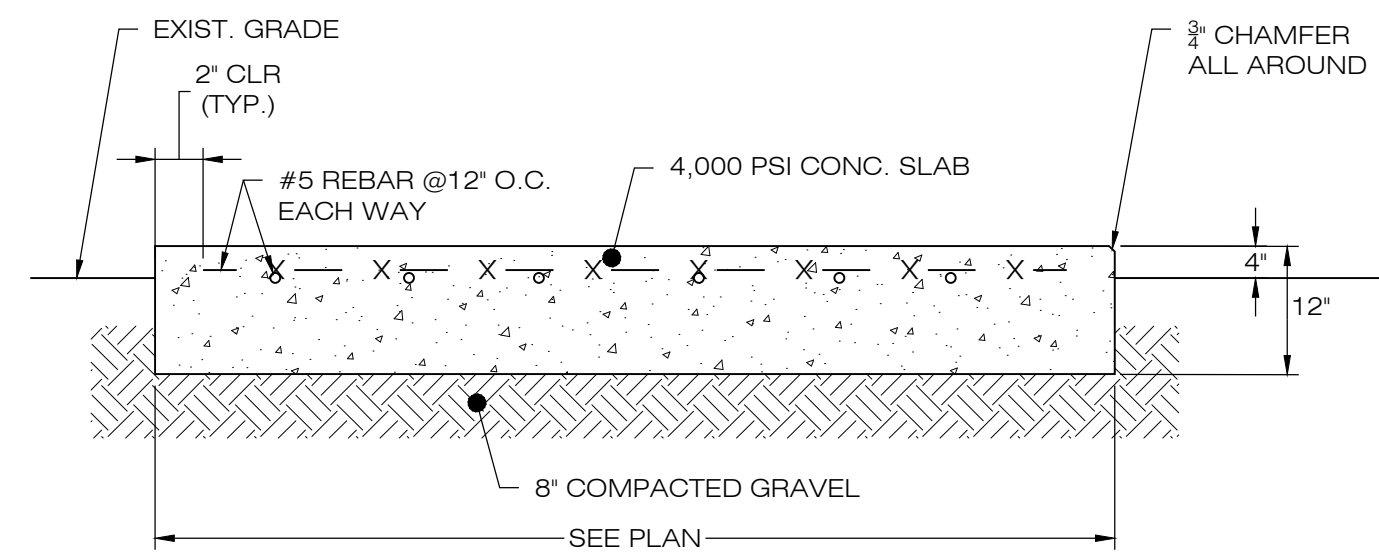 EXIST. GRADE
2" CLR
(TYP.)
#5 REBAR @12" O.C.
EACH WAY
4,000 PSI CONC. SLAB
3/4" CHAMFER
ALL AROUND
4"
12"
8" COMPACTED GRAVEL
SEE PLAN